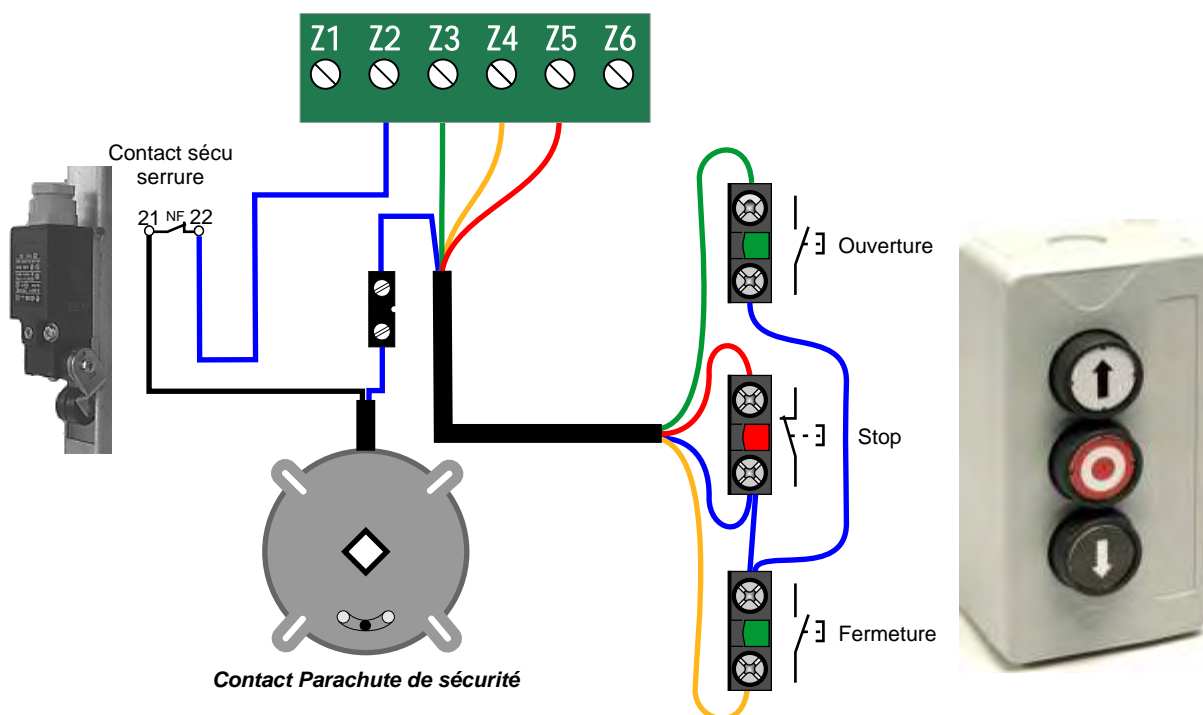 Z1 Z2 Z3 Z4 Z5 Z6
Contact sécu
serrure
21 NF 22
Ouverture
Stop
Fermeture
Contact Parachute de sécurité